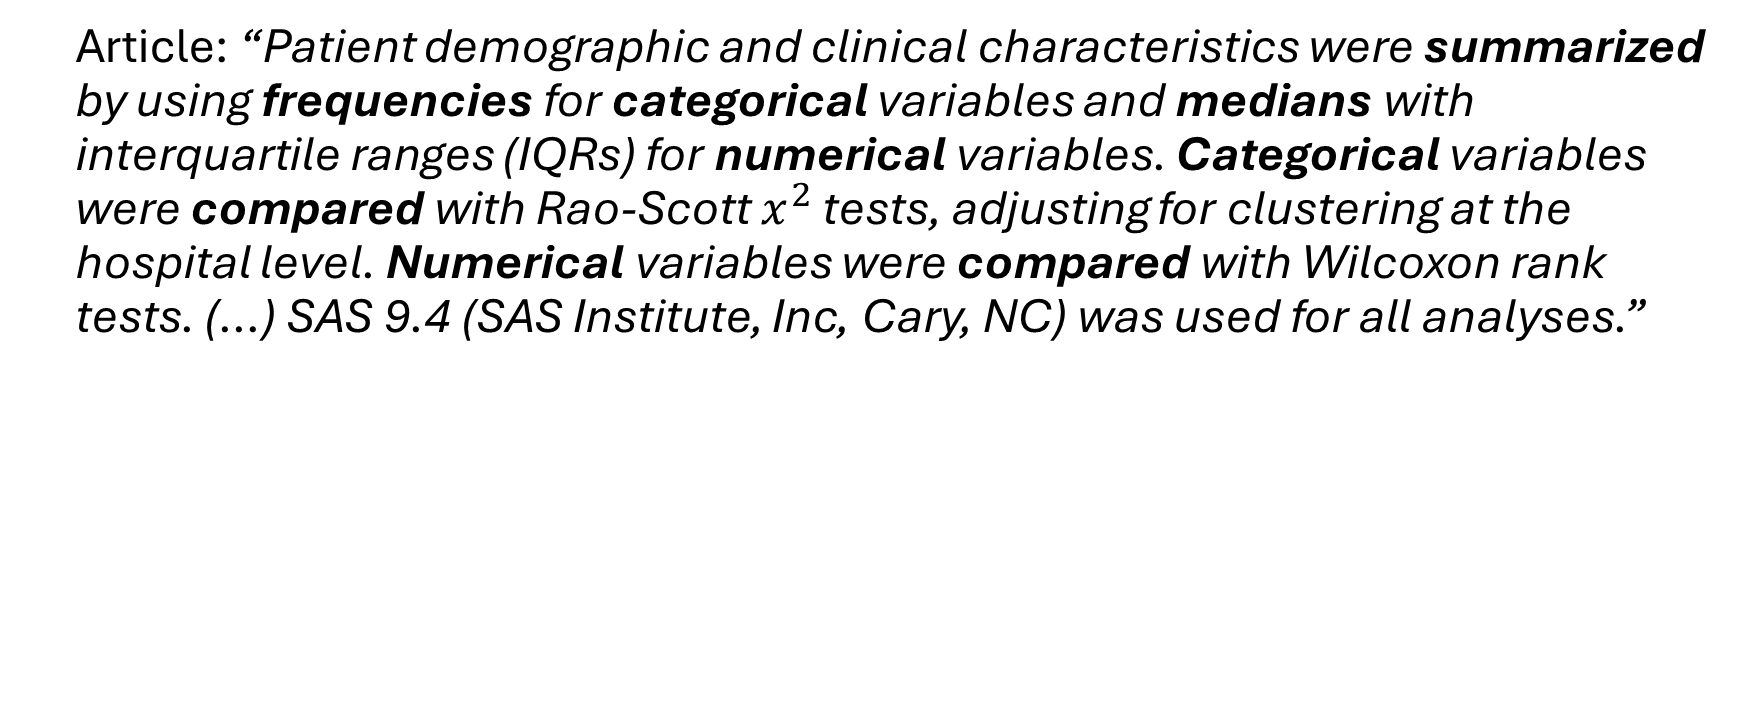 Article: “Patient demographic and clinical characteristics were summarized
by using frequencies for categorical variables and medians with
interquartile ranges (IQRs) for numerical variables. Categorical variables
were compared with Rao-Scott x² tests, adjusting for clustering at the
hospital level. Numerical variables were compared with Wilcoxon rank
tests. (…) SAS 9.4 (SAS Institute, Inc, Cary, NC) was used for all analyses.”